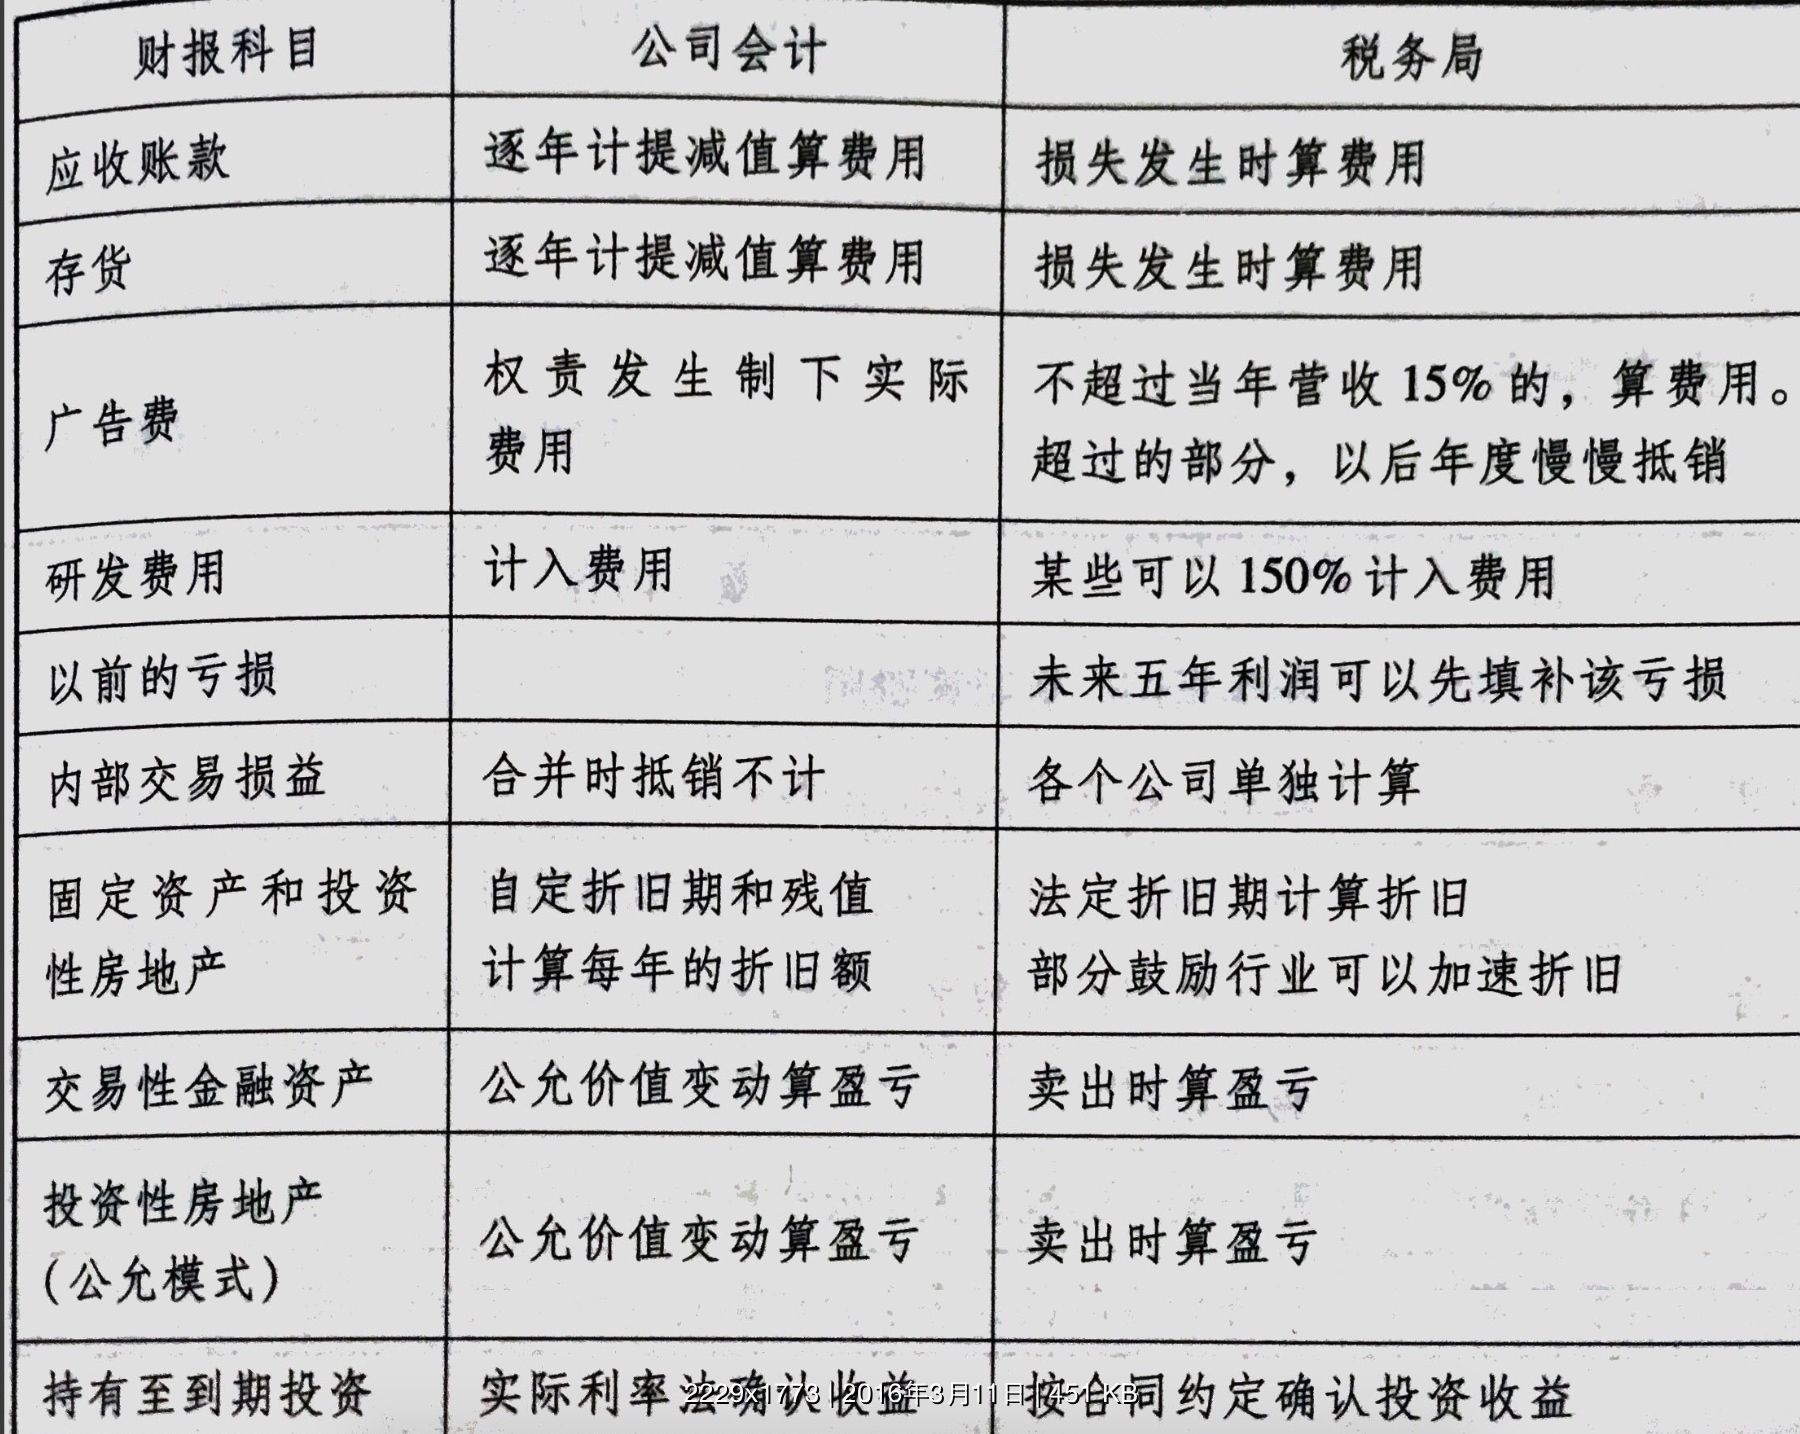 财报科目 公司会计 税务局
应收账款 逐年计提减值算费用 损失发生时算费用
存货 逐年计提减值算费用 损失发生时算费用
广告费 权责发生制下实际 不超过当年营收 15% 的，算费用。
费用 超过的部分，以后年度慢慢抵销
研发费用 计入费用 某些可以 150% 计入费用
以前的亏损 未来五年利润可以先填补该亏损
内部交易损益 合并时抵销不计 各个公司单独计算
固定资产和投资 自定折旧期和残值 法定折旧期计算折旧
性房地产 计算每年的折旧额 部分鼓励行业可以加速折旧
交易性金融资产 公允价值变动算盈亏 卖出时算盈亏
投资性房地产
（公允模式） 公允价值变动算盈亏 卖出时算盈亏
持有至到期投资 实际利率法确认收益 按合同约定确认投资收益
2229x1773 | 2016年3月11日 | 451 KB